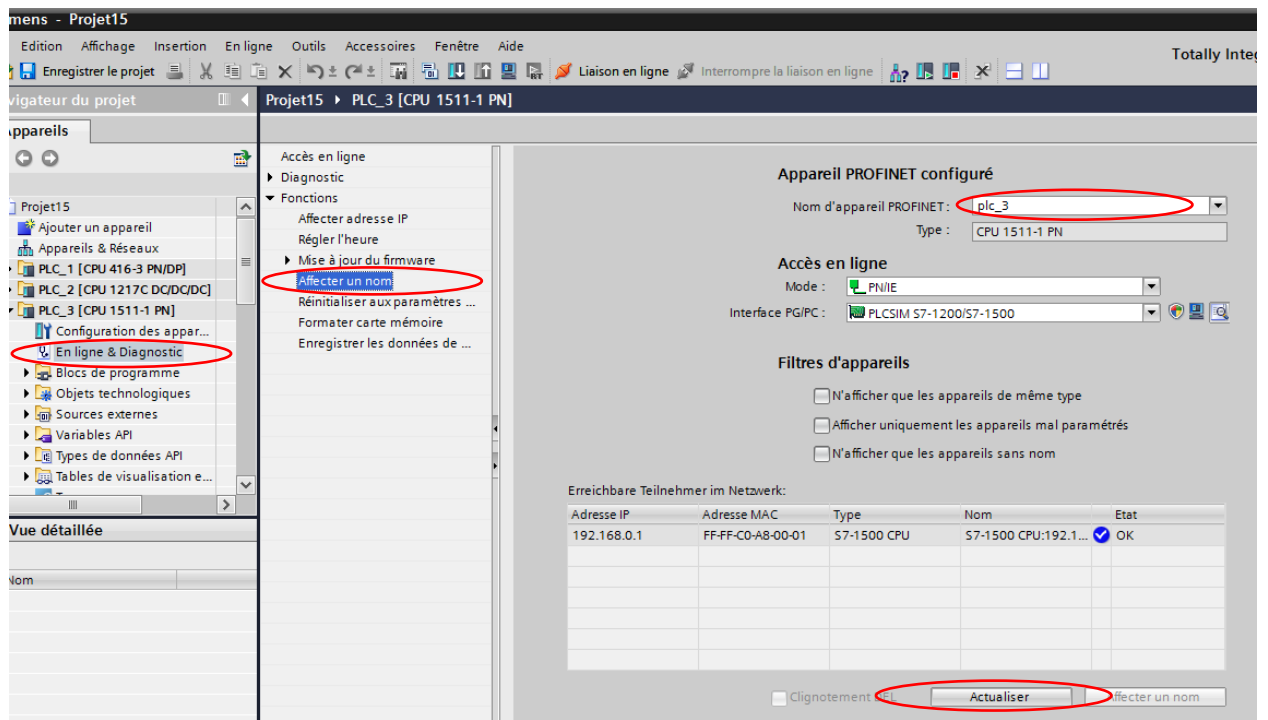 mens - Projet15
Edition Affichage Insertion En ligne Outils Accessoires Fenêtre Aide
Totally Integ
Enregistrer le projet Liaison en ligne Interrompre la liaison en ligne
vigateur du projet
Projet15 PLC_3 [CPU 1511-1 PN]
Appareils
Projet15
Ajouter un appareil
Appareils & Réseaux
PLC_1 [CPU 416-3 PN/DP]
PLC_2 [CPU 1217C DC/DC/DC]
PLC_3 [CPU 1511-1 PN]
Configuration des appar...
En ligne & Diagnostic
Blocs de programme
Objets technologiques
Sources externes
Variables API
Types de données API
Tables de visualisation e...
Vue détaillée
Nom
Accès en ligne
Diagnostic
Fonctions
Affecter adresse IP
Régler l'heure
Mise à jour du firmware
Affecter un nom
Réinitialiser aux paramètres ...
Formater carte mémoire
Enregistrer les données de ...
Appareil PROFINET configuré
Nom d'appareil PROFINET : plc_3
Type : CPU 1511-1 PN
Accès en ligne
Mode : PN/IE
Interface PG/PC : PLCSIM S7-1200/S7-1500
Filtres d'appareils
N'afficher que les appareils de même type
Afficher uniquement les appareils mal paramétrés
N'afficher que les appareils sans nom
Erreichbare Teilnehmer im Netzwerk:
Adresse IP Adresse MAC Type Nom Etat
192.168.0.1 FF-FF-C0-A8-00-01 S7-1500 CPU S7-1500 CPU:192.1... OK
Clignotement DEL Actualiser Affecter un nom